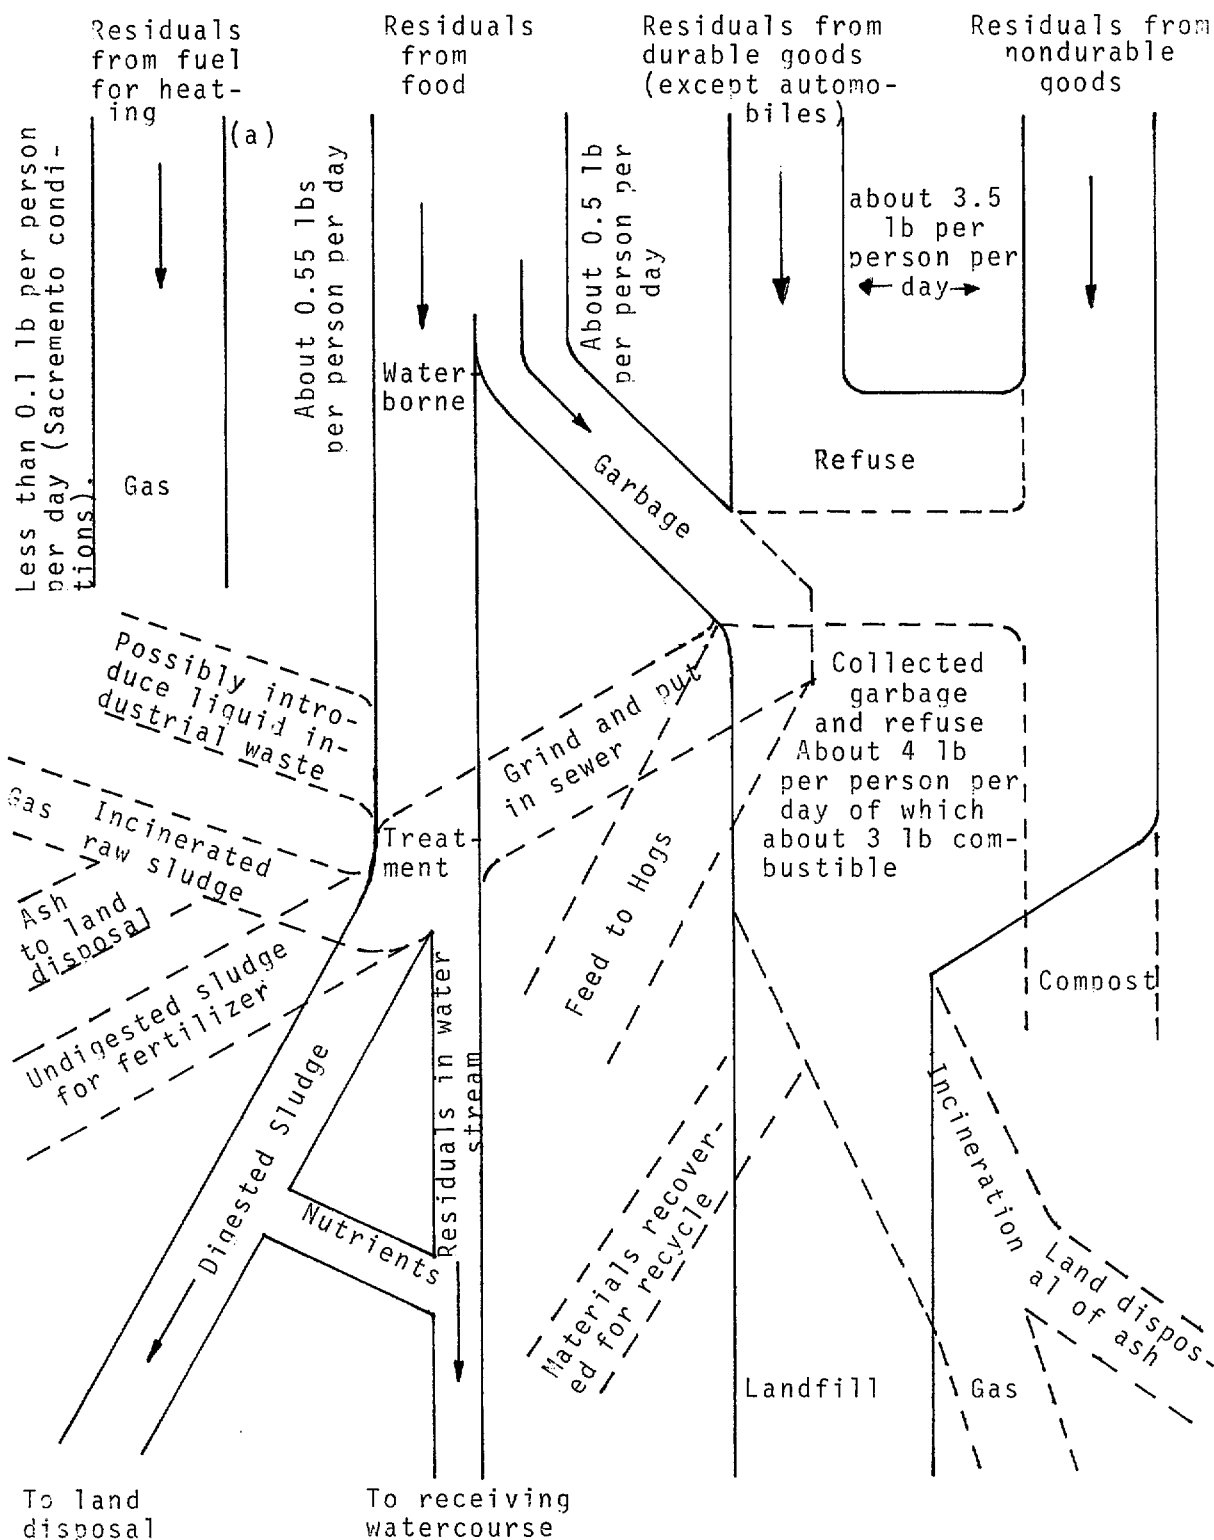 Residuals
from fuel
for heat-
ing
(a)
Residuals
from
food
Residuals from
durable goods
(except automo-
biles)
Residuals from
nondurable
goods
Less than 0.1 lb per person
per day (Sacremento condi-
tions).
Gas
About 0.55 lbs
per person per day
Water-
borne
About 0.5 lb
per person per
day
about 3.5
lb per
person per
day
Garbage
Refuse
Possibly intro-
duce liquid in-
dustrial waste
Grind and put
in sewer
Collected
garbage
and refuse
About 4 lb
per person per
day of which
about 3 lb com-
bustible
Gas
Incinerated
raw sludge
Treat-
ment
Ash
to land
disposal
Feed to Hogs
Undigested sludge
for fertilizer
Compost
Digested Sludge
Residuals in water
stream
Nutrients
Materials recover-
ed for recycle
Incineration
Land dispos-
al of ash
Landfill
Gas
To land
disposal
To receiving
watercourse